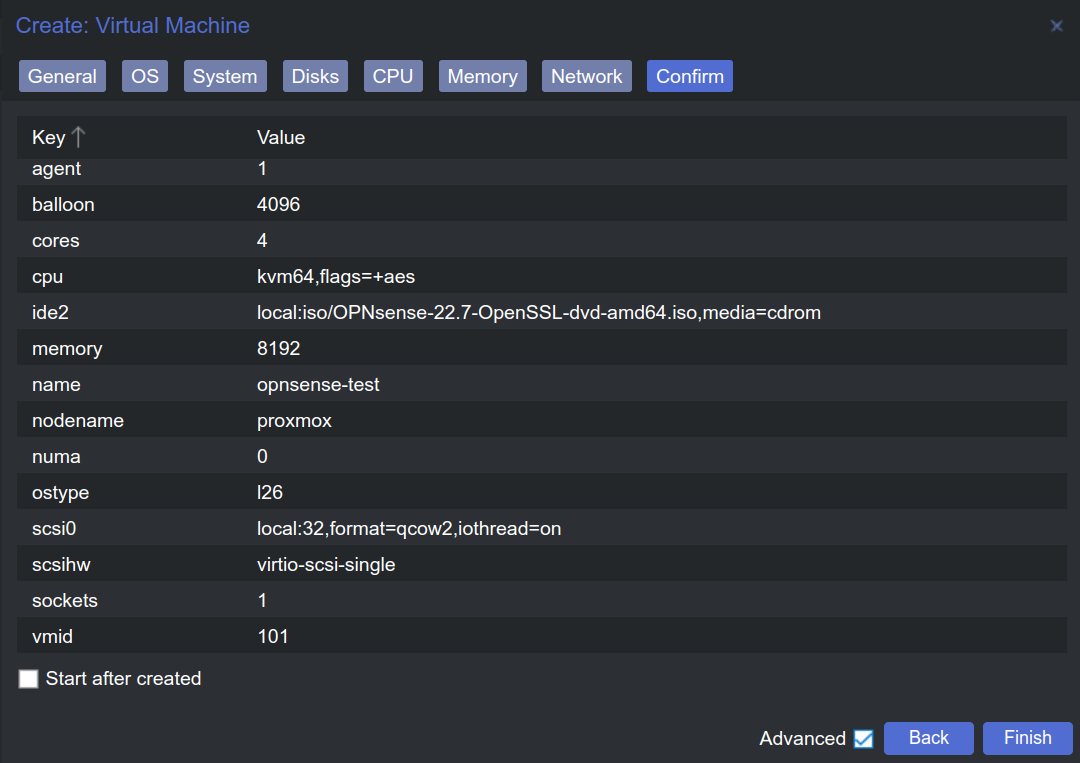 Create: Virtual Machine
General OS System Disks CPU Memory Network Confirm
Key Value
agent 1
balloon 4096
cores 4
cpu kvm64,flags=+aes
ide2 local:iso/OPNsense-22.7-OpenSSL-dvd-amd64.iso,media=cdrom
memory 8192
name opnsense-test
nodename proxmox
numa 0
ostype l26
scsi0 local:32,format=qcow2,iothread=on
scsihw virtio-scsi-single
sockets 1
vmid 101
Start after created
Advanced Back Finish